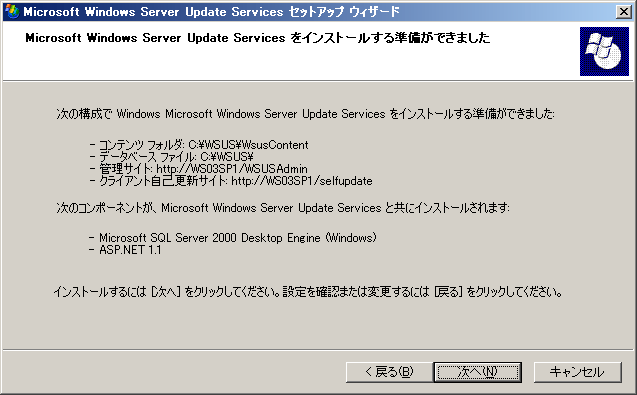 Microsoft Windows Server Update Services セットアップ ウィザード
Microsoft Windows Server Update Services をインストールする準備ができました
次の構成で Windows Microsoft Windows Server Update Services をインストールする準備ができました:
- コンテンツ フォルダ: C:¥WSUS¥WsusContent
- データベース ファイル: C:¥WSUS¥
- 管理サイト: http://WS03SP1/WSUSAdmin
- クライアント自己更新サイト: http://WS03SP1/selfupdate
次のコンポーネントが、Microsoft Windows Server Update Services と共にインストールされます:
- Microsoft SQL Server 2000 Desktop Engine (Windows)
- ASP.NET 1.1
インストールするには [次へ] をクリックしてください。設定を確認または変更するには [戻る] をクリックしてください。
< 戻る(B) 次へ(N) キャンセル